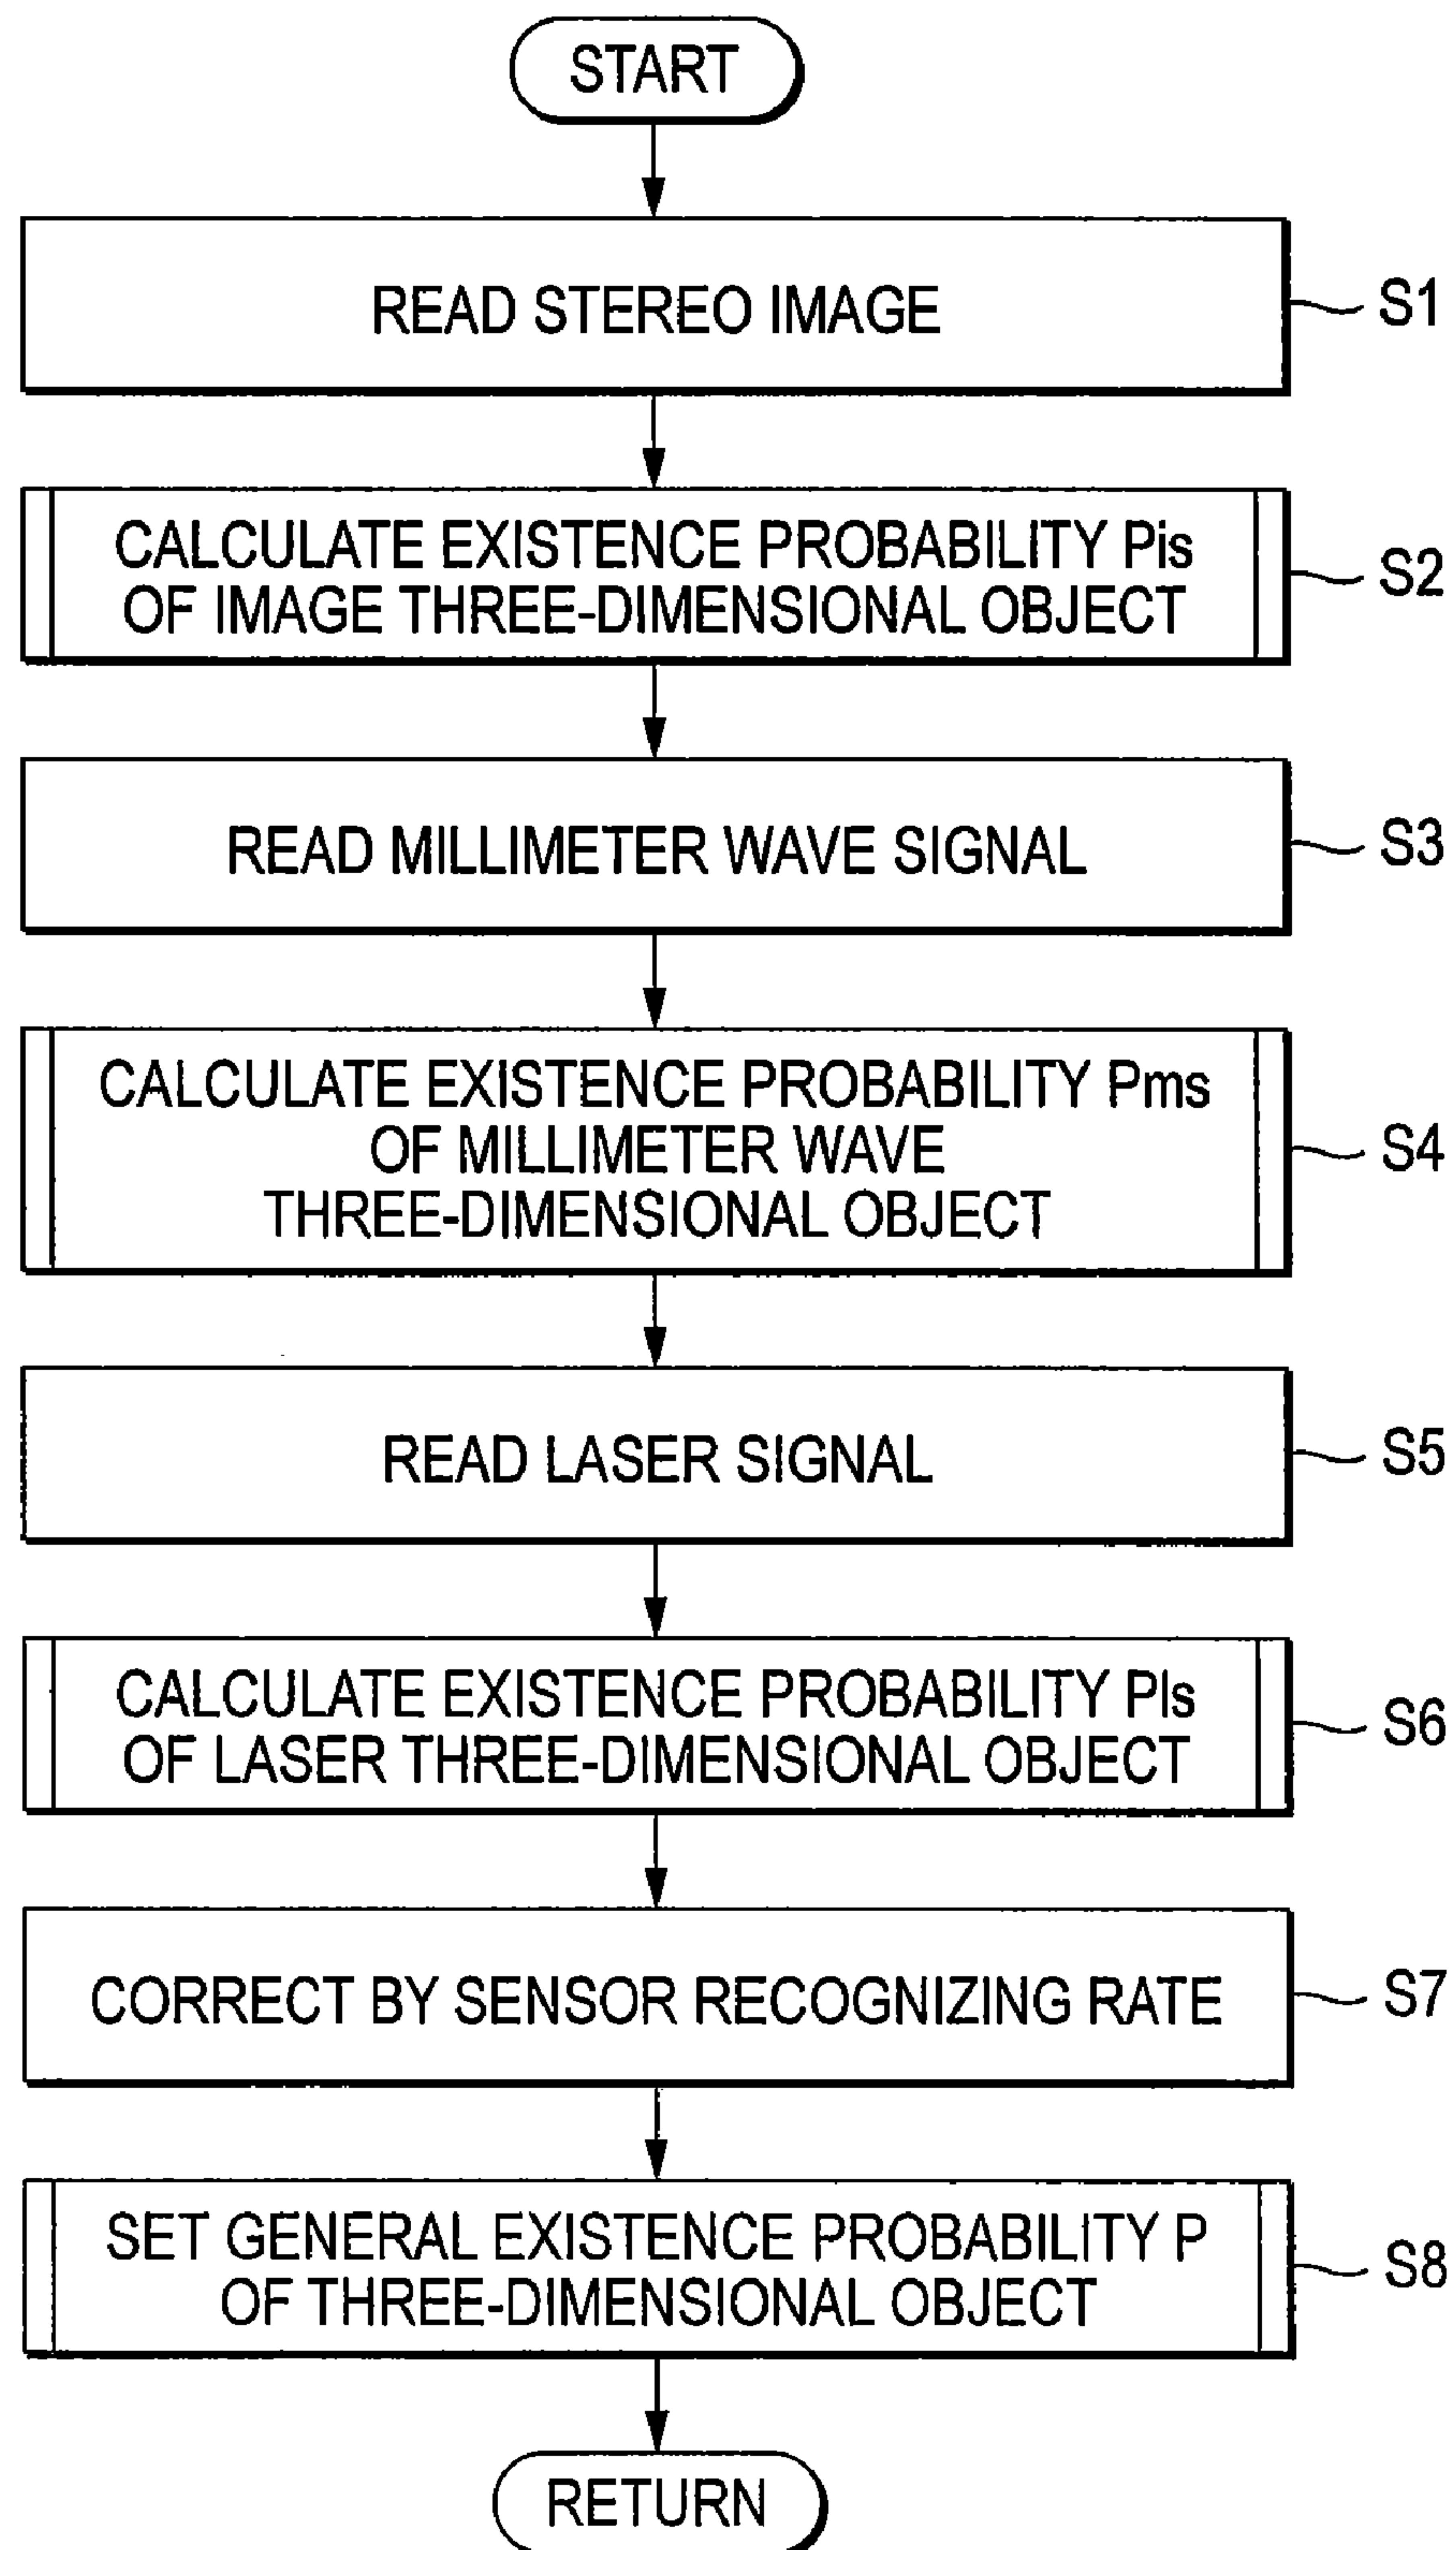 START
READ STEREO IMAGE
S1
CALCULATE EXISTENCE PROBABILITY Pis
OF IMAGE THREE-DIMENSIONAL OBJECT
S2
READ MILLIMETER WAVE SIGNAL
S3
CALCULATE EXISTENCE PROBABILITY Pms
OF MILLIMETER WAVE
THREE-DIMENSIONAL OBJECT
S4
READ LASER SIGNAL
S5
CALCULATE EXISTENCE PROBABILITY Pls
OF LASER THREE-DIMENSIONAL OBJECT
S6
CORRECT BY SENSOR RECOGNIZING RATE
S7
SET GENERAL EXISTENCE PROBABILITY P
OF THREE-DIMENSIONAL OBJECT
S8
RETURN